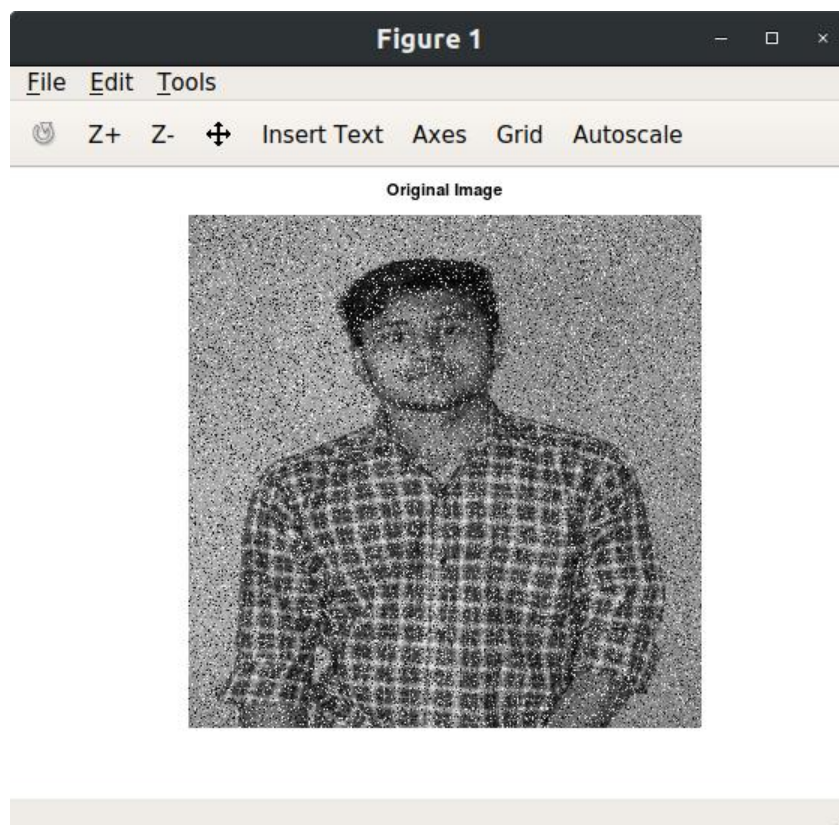 Figure 1
File Edit Tools
Z+ Z- Insert Text Axes Grid Autoscale
Original Image